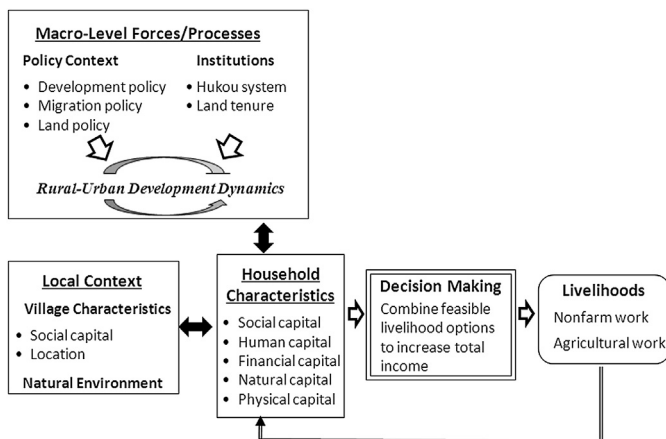 Macro-Level Forces/Processes
Policy Context
• Development policy
• Migration policy
• Land policy
Institutions
• Hukou system
• Land tenure
Rural-Urban Development Dynamics
Local Context
Village Characteristics
• Social capital
• Location
Natural Environment
Household
Characteristics
• Social capital
• Human capital
• Financial capital
• Natural capital
• Physical capital
Decision Making
Combine feasible
livelihood options
to increase total
income
Livelihoods
Nonfarm work
Agricultural work